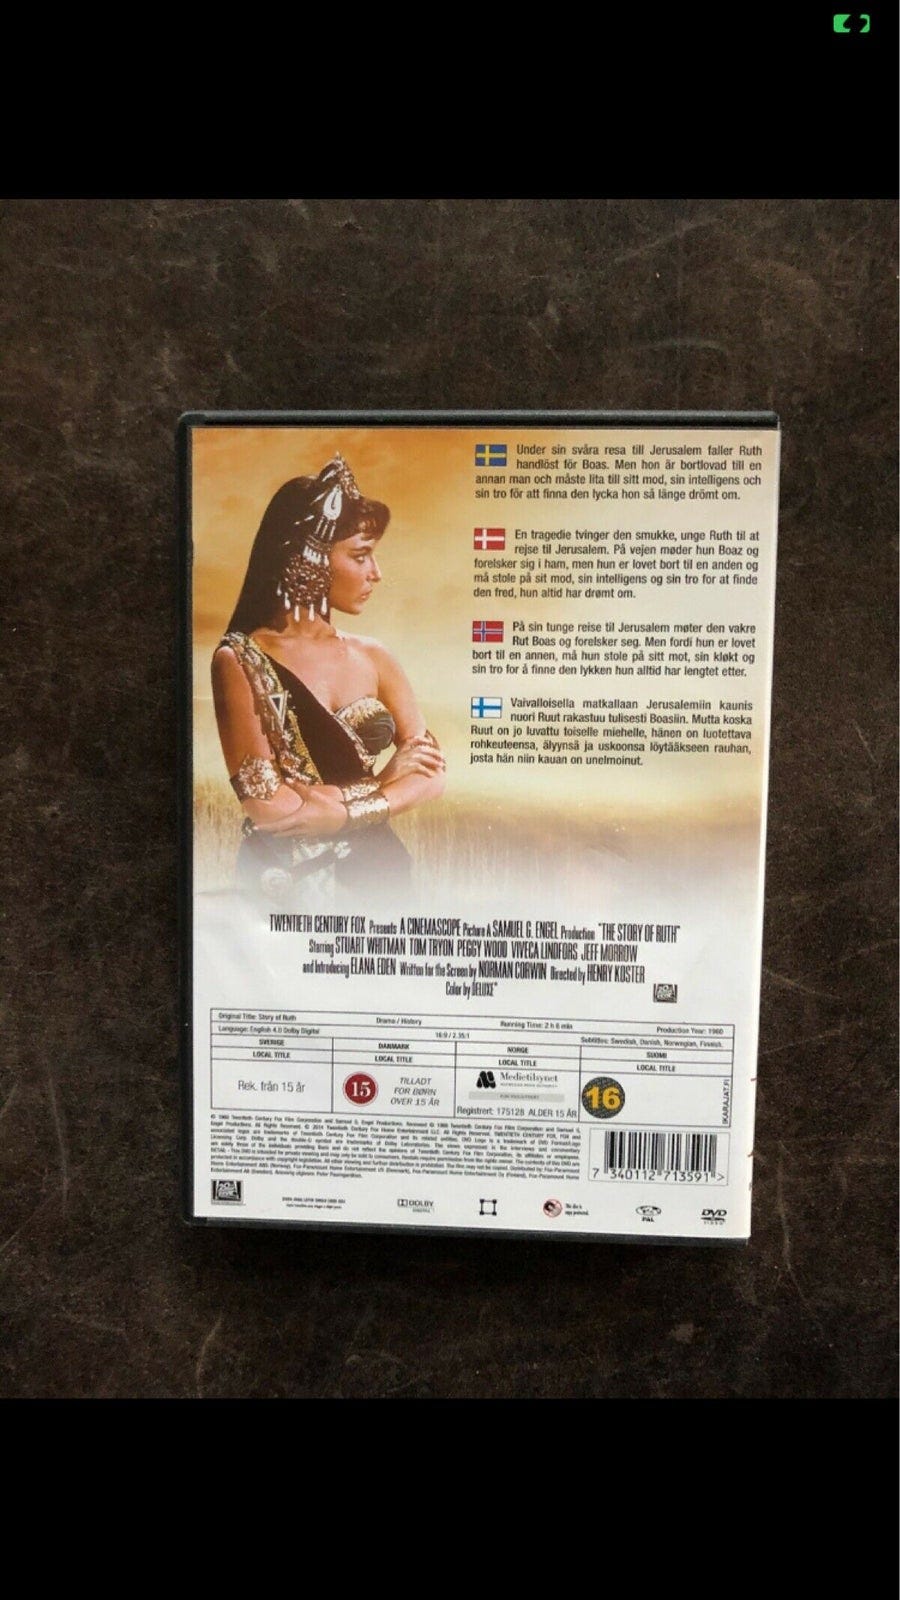 Under sin svåra resa till Jerusalem faller Ruth
handlöst för Boas. Men hon är bortlovad till en
annan man och måste lita till sitt mod, sin intelligens och
sin tro för att finna den lycka hon så länge drömt om.
En tragedie tvinger den smukke, unge Ruth til at
rejse til Jerusalem. På vejen møder hun Boaz og
forelsker sig i ham, men hun er lovet bort til en anden og
må stole på sit mod, sin intelligens og sin tro for at finde
den fred, hun altid har drømt om.
På sin tunge reise til Jerusalem møter den vakre
Rut Boas og forelsker seg. Men fordi hun er lovet
bort til en annen, må hun stole på sitt mot, sin kløkt og
sin tro for å finne den lykken hun alltid har lengtet etter.
Vaivalloisella matkallaan Jerusalemiin kaunis
nuori Ruut rakastuu tulisesti Boasiin. Mutta koska
Ruut on jo luvattu toiselle miehelle, hänen on luotettava
rohkeuteensa, älyynsä ja uskoonsa löytääkseen rauhan,
josta hän niin kauan on unelmoinut.
TWENTIETH CENTURY FOX Presents A CINEMASCOPE Picture A SAMUEL G. ENGEL Production "THE STORY OF RUTH"
Starring STUART WHITMAN TOM TRYON PEGGY WOOD VIVECA LINDFORS JEFF MORROW
and Introducing ELANA EDEN Written for the Screen by NORMAN CORWIN Directed by HENRY KOSTER
Color by DELUXE
Original Title: Story of Ruth Drama / History Running Time: 2 h 6 min Production Year: 1960
Language: English 4.0 Dolby Digital 16:9 / 2.35:1 Subtitles: Swedish, Danish, Norwegian, Finnish.
SVERIGE DANMARK NORGE SUOMI
LOCAL TITLE LOCAL TITLE LOCAL TITLE LOCAL TITLE
Rek. från 15 år
15
TILLADT
FOR BØRN
OVER 15 ÅR
Medietilsynet
Registrert: 175128 ALDER 15 ÅR
16
IKARAJAT.FI
7 340112 713591 >
DOLBY
DIGITAL
PAL
DVD
VIDEO